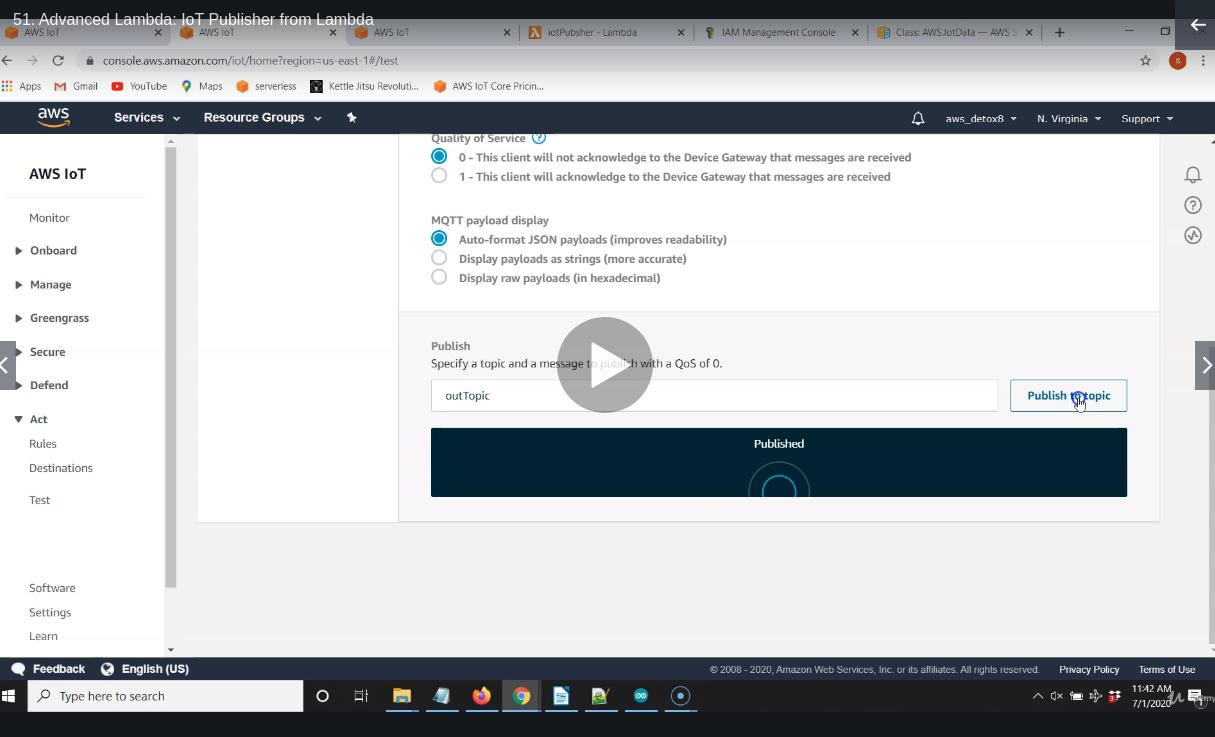 51. Advanced Lambda: IoT Publisher from Lambda
AWS IoT
AWS IoT
AWS IoT
iotPubsher - Lambda
IAM Management Console
Class: AWS.IotData — AWS S
console.aws.amazon.com/iot/home?region=us-east-1#/test
S
Apps
Gmail
YouTube
Maps
serverless
Kettle Jitsu Revoluti...
AWS IoT Core Pricin...
aws
Services
Resource Groups
aws_detox8
N. Virginia
Support
AWS IoT
Monitor
Onboard
Manage
Greengrass
Secure
Defend
Act
Rules
Destinations
Test
Software
Settings
Learn
Quality of Service
0 - This client will not acknowledge to the Device Gateway that messages are received
1 - This client will acknowledge to the Device Gateway that messages are received
MQTT payload display
Auto-format JSON payloads (improves readability)
Display payloads as strings (more accurate)
Display raw payloads (in hexadecimal)
Publish
Specify a topic and a message to publish with a QoS of 0.
outTopic
Publish to topic
Published
Feedback
English (US)
© 2008 - 2020, Amazon Web Services, Inc. or its affiliates. All rights reserved.
Privacy Policy
Terms of Use
Type here to search
11:42 AM
7/1/2020